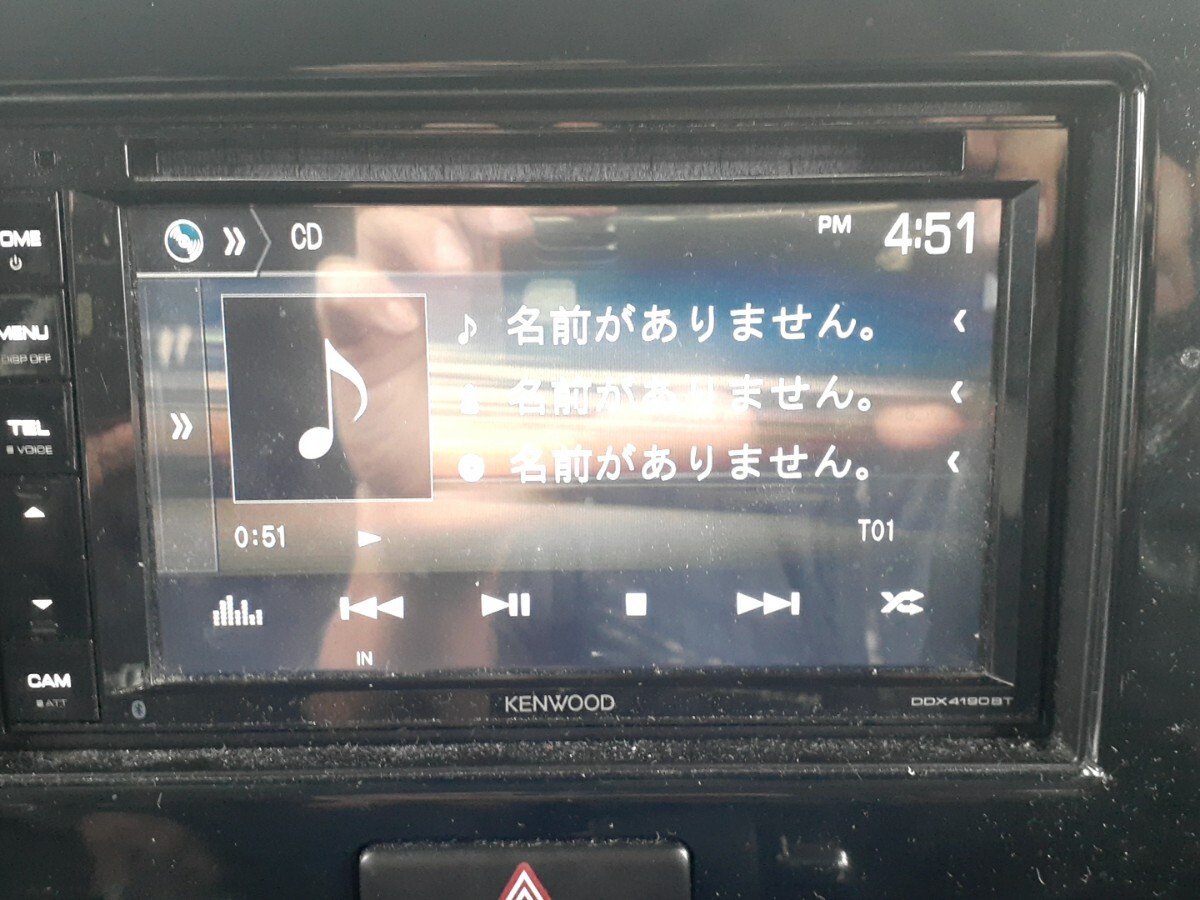 CD
PM 4:51
HOME
MENU
DISP OFF
名前がありません。
名前がありません。
TEL
VOICE
名前がありません。
0:51
T01
IN
CAM
ATT
KENWOOD
DDX4190BT